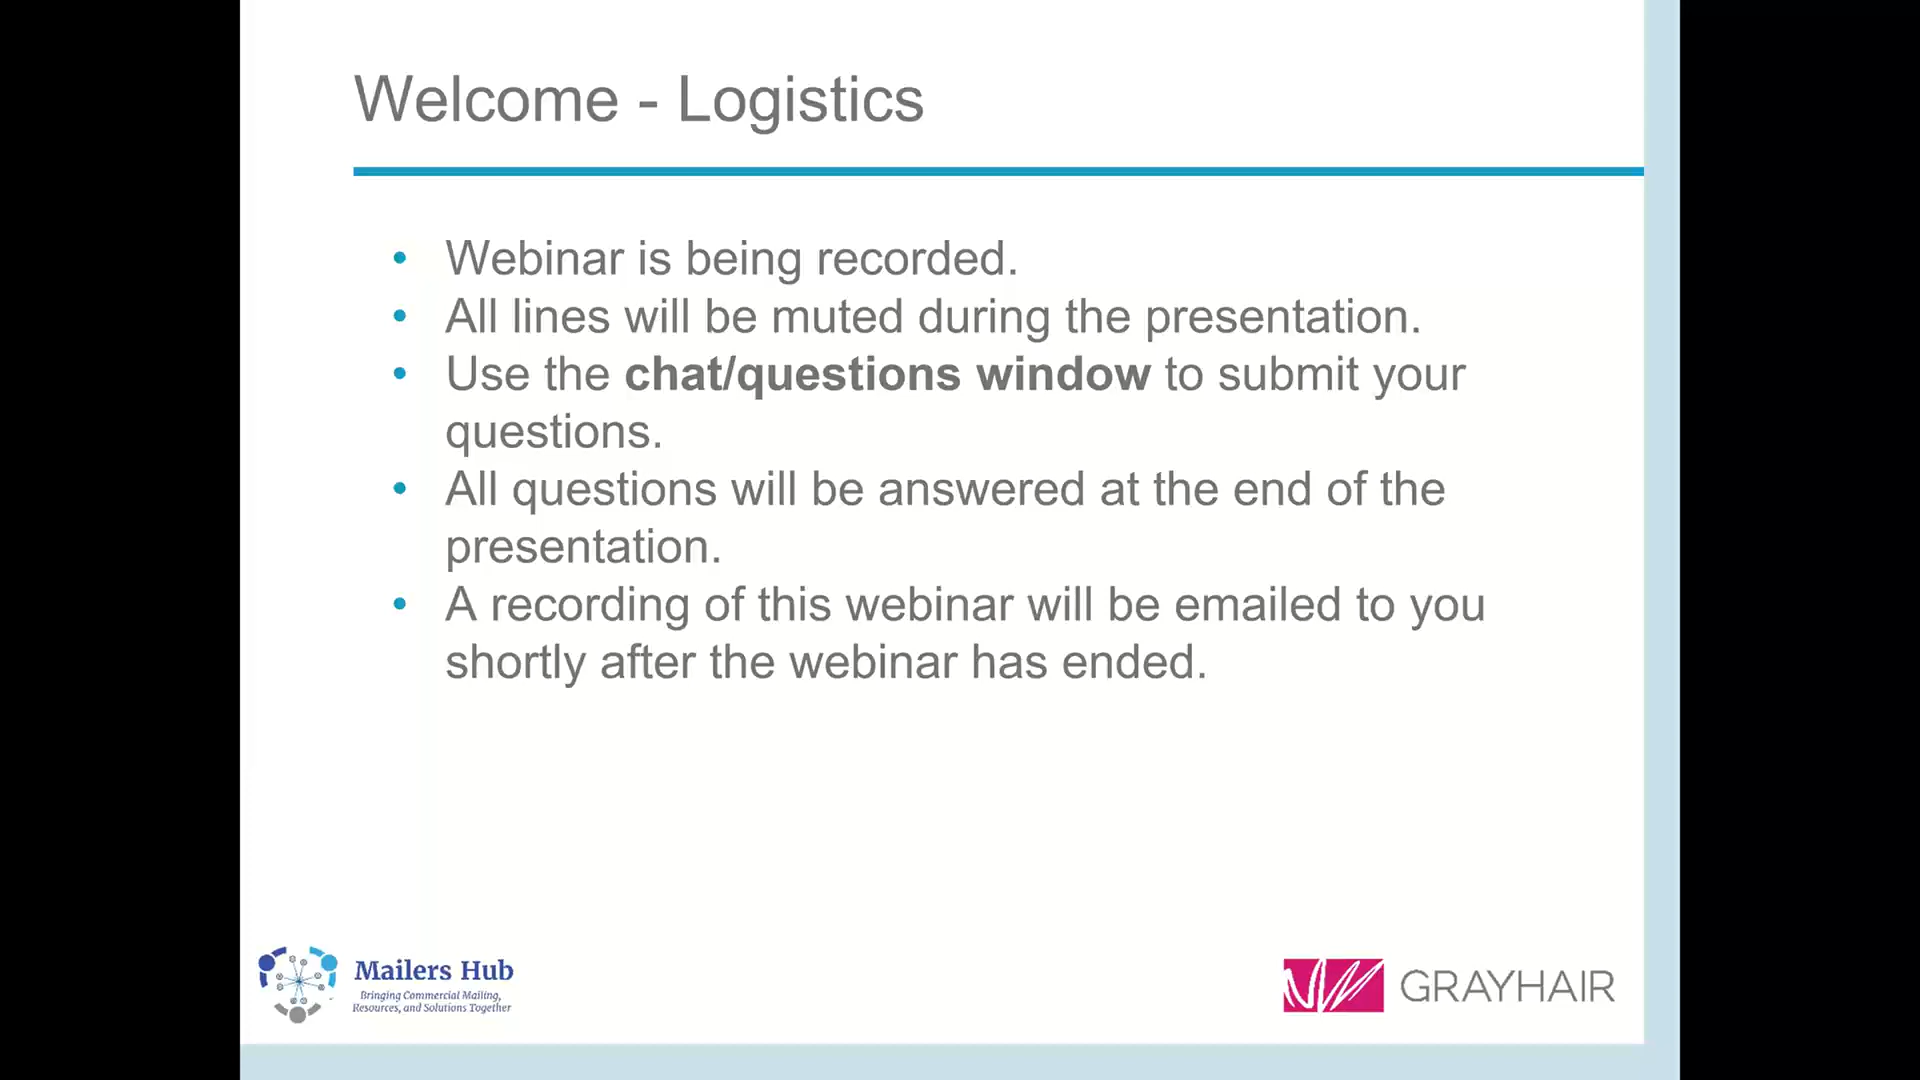 Welcome - Logistics
• Webinar is being recorded.
• All lines will be muted during the presentation.
• Use the chat/questions window to submit your
questions.
• All questions will be answered at the end of the
presentation.
• A recording of this webinar will be emailed to you
shortly after the webinar has ended.
Mailers Hub
Bringing Commercial Mailing,
Resources, and Solutions Together
GRAYHAIR